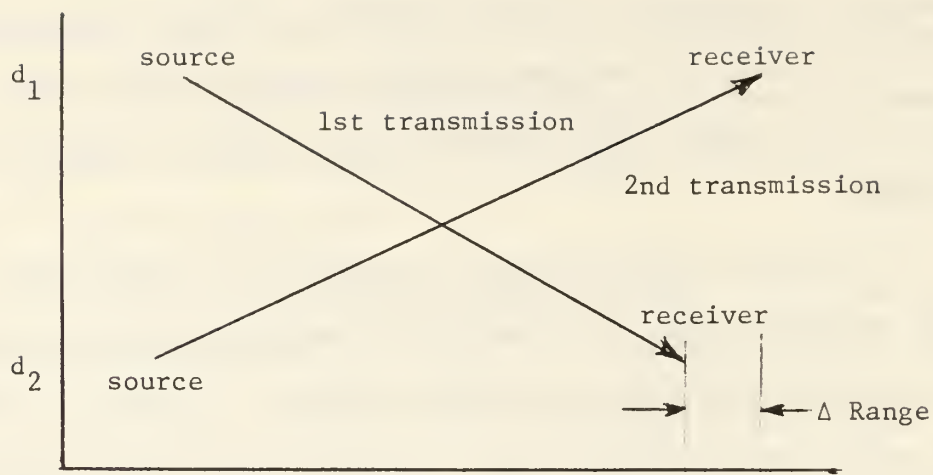 source
receiver
d1
1st transmission
2nd transmission
receiver
d2
source
Δ Range